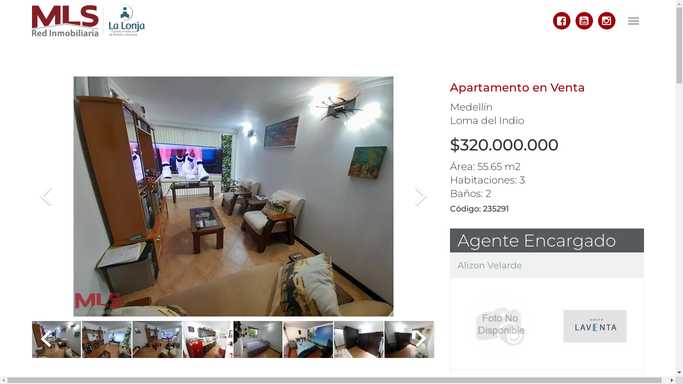 MLS
Red Inmobiliaria
La Lonja
Apartamento en Venta
Medellín
Loma del Indio
$320.000.000
Área: 55.65 m2
Habitaciones: 3
Baños: 2
Código: 235291
Agente Encargado
Alizon Velarde
MLS
Foto No
Disponible
LAVENTA